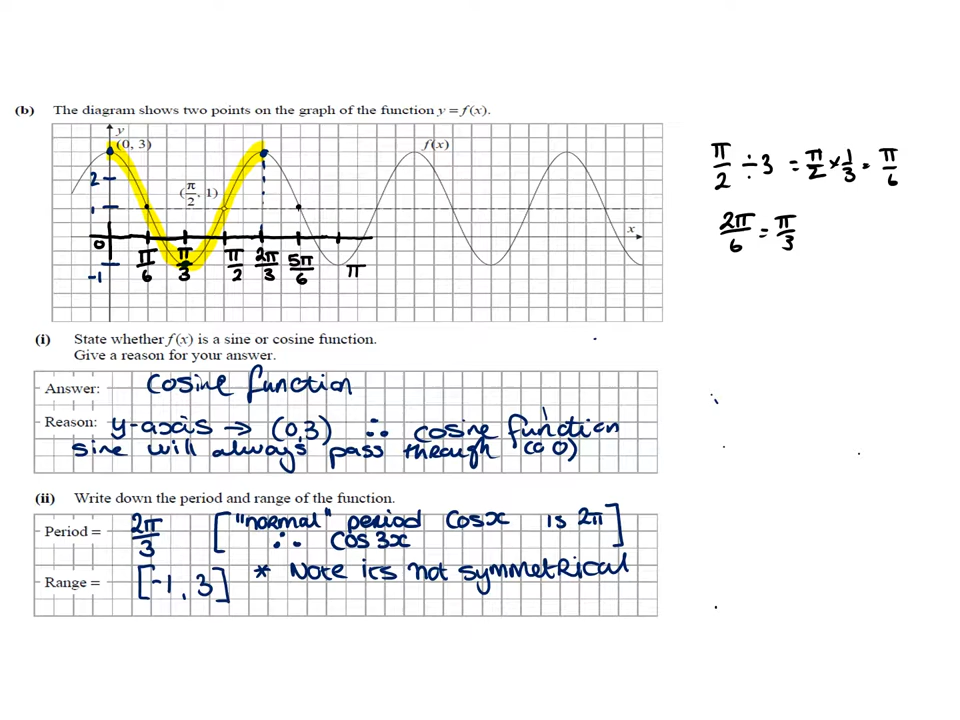 (b) The diagram shows two points on the graph of the function y = f(x).
y
(0, 3)
f(x)
2
(π/2, 1)
1
x
0
π/6 π/3 π/2 2π/3 5π/6 π
-1
π/2 ÷ 3 = π/2 × 1/3 = π/6
2π/6 = π/3
(i) State whether f(x) is a sine or cosine function.
Give a reason for your answer.
Answer: Cosine function
Reason: y-axis → (0,3) ∴ cosine function
sine will always pass through (0 0)
(ii) Write down the period and range of the function.
Period = 2π/3 ["normal" period Cosx is 2π]
∴ Cos 3x
Range = [-1, 3] * Note its not symmetrical